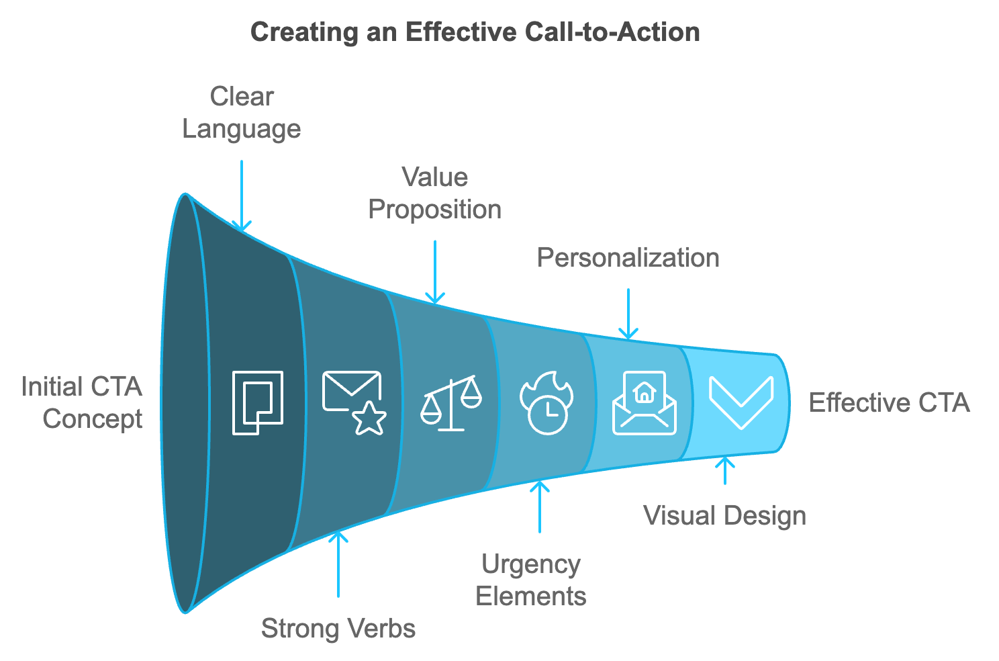 Creating an Effective Call-to-Action
Clear
Language
Value
Proposition
Personalization
Initial CTA
Concept
Effective CTA
Visual Design
Urgency
Elements
Strong Verbs